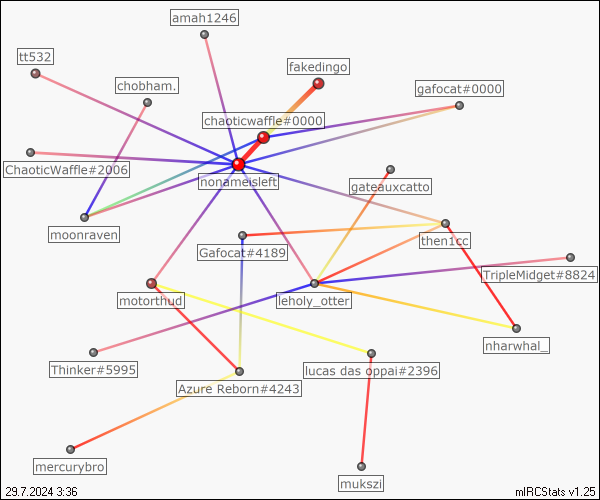 amah1246
tt532
fakedingo
chobham.
gafocat#0000
chaoticwaffle#0000
ChaoticWaffle#2006
nonameisleft
gateauxcatto
moonraven
then1cc
Gafocat#4189
TripleMidget#8824
motorthud
leholy_otter
nharwhal_
Thinker#5995
lucas das oppai#2396
Azure Reborn#4243
mercurybro
mukszi
29.7.2024 3:36
mIRCStats v1.25